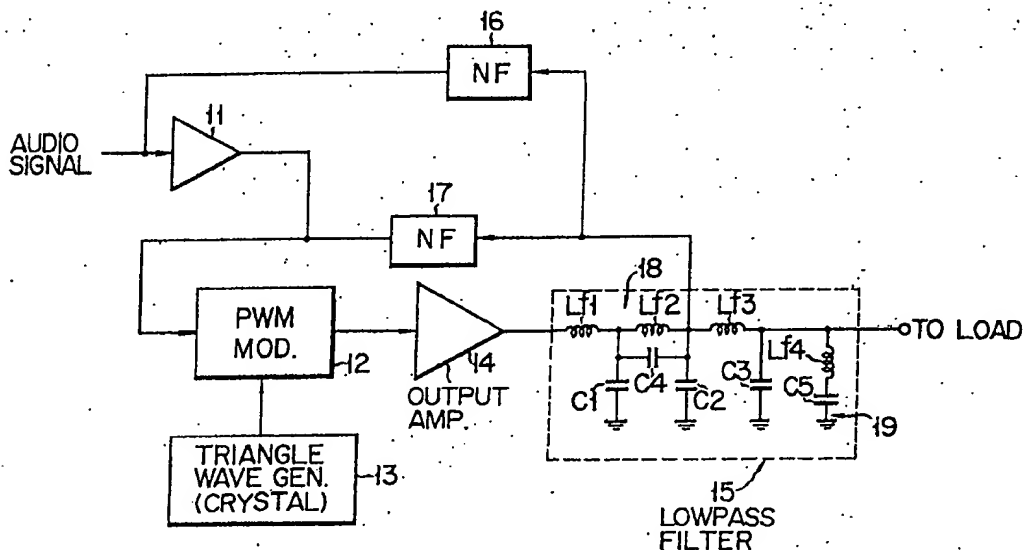 16
NF
11
AUDIO
SIGNAL
17
NF
18
Lf1
Lf2
Lf3
PWM
MOD.
TO LOAD
Lf4
12
14
C1
C4
C2
C3
C5
OUTPUT
AMP.
19
TRIANGLE
WAVE GEN.
(CRYSTAL)
13
15
LOWPASS
FILTER